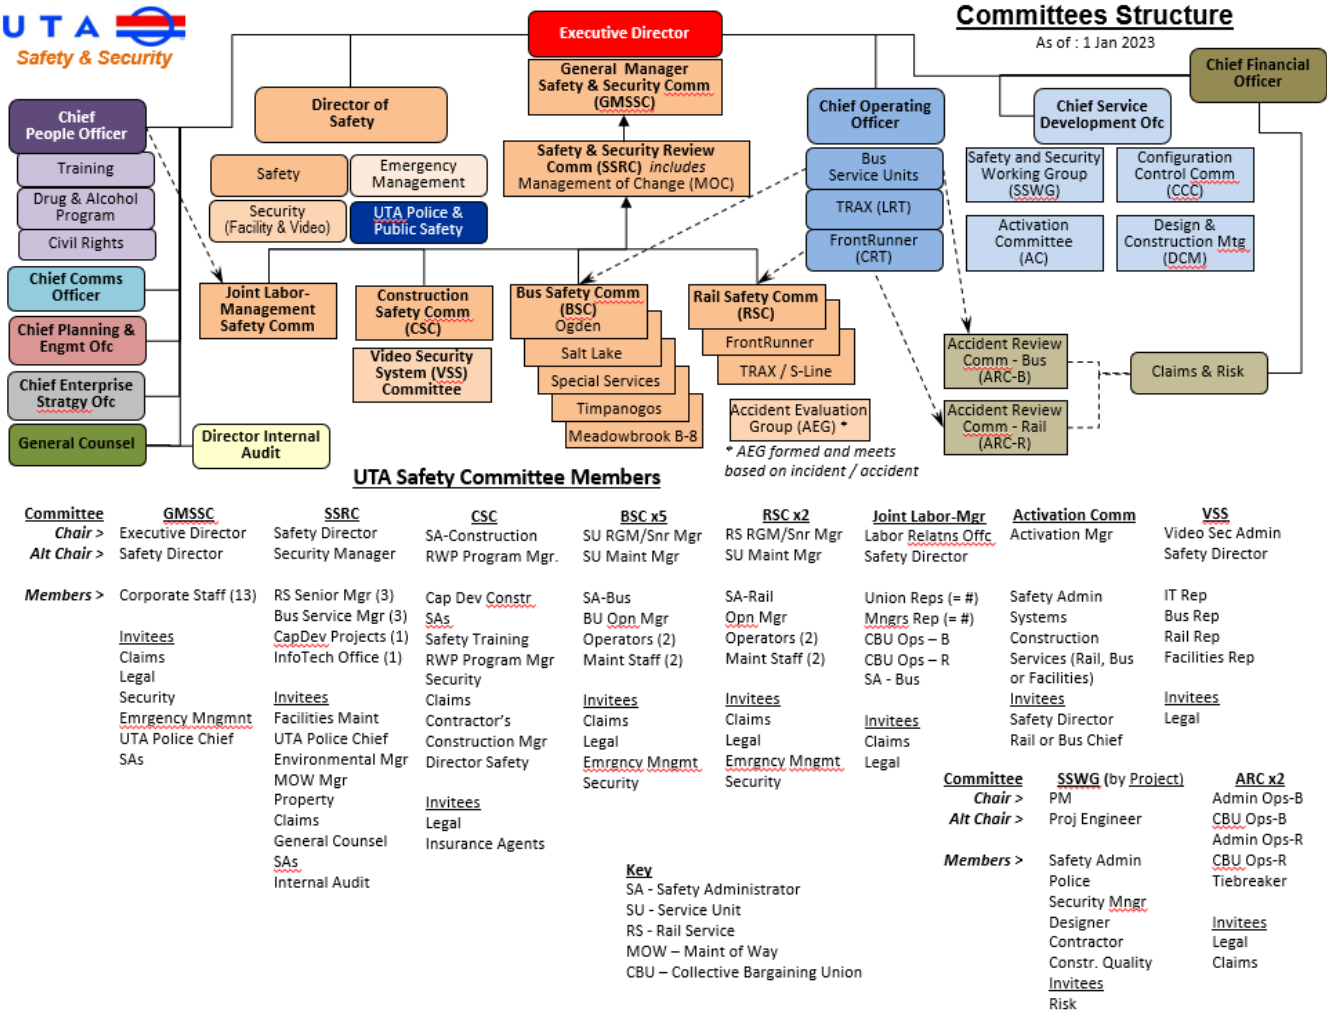 UTA
Safety & Security
Committees Structure
As of : 1 Jan 2023
Executive Director
General Manager
Safety & Security Comm
(GMSSC)
Chief Financial
Officer
Chief
People Officer
Training
Drug & Alcohol
Program
Civil Rights
Director of
Safety
Chief Operating
Officer
Chief Service
Development Ofc
Safety
Emergency
Management
Security
(Facility & Video)
UTA Police &
Public Safety
Safety & Security Review
Comm (SSRC) includes
Management of Change (MOC)
Bus
Service Units
TRAX (LRT)
FrontRunner
(CRT)
Safety and Security
Working Group
(SSWG)
Configuration
Control Comm
(CCC)
Activation
Committee
(AC)
Design &
Construction Mtg
(DCM)
Chief Comms
Officer
Chief Planning &
Engmt Ofc
Chief Enterprise
Stratgy Ofc
General Counsel
Director Internal
Audit
Joint Labor-
Management
Safety Comm
Construction
Safety Comm
(CSC)
Video Security
System (VSS)
Committee
Bus Safety Comm
(BSC)
Ogden
Salt Lake
Special Services
Timpanogos
Meadowbrook B-8
Rail Safety Comm
(RSC)
FrontRunner
TRAX / S-Line
Accident Evaluation
Group (AEG) *
* AEG formed and meets
based on incident / accident
Accident Review
Comm - Bus
(ARC-B)
Accident Review
Comm - Rail
(ARC-R)
Claims & Risk
UTA Safety Committee Members
Committee
Chair >
Alt Chair >
Members >
GMSSC
Executive Director
Safety Director
Corporate Staff (13)
Invitees
Claims
Legal
Security
Emrgency Mngmnt
UTA Police Chief
SAs
SSRC
Safety Director
Security Manager
RS Senior Mgr (3)
Bus Service Mgr (3)
CapDev Projects (1)
InfoTech Office (1)
Invitees
Facilities Maint
UTA Police Chief
Environmental Mgr
MOW Mgr
Property
Claims
General Counsel
SAs
Internal Audit
CSC
SA-Construction
RWP Program Mgr.
Cap Dev Constr
SAs
Safety Training
RWP Program Mgr
Security
Claims
Contractor's
Construction Mgr
Director Safety
Invitees
Legal
Insurance Agents
BSC x5
SU RGM/Snr Mgr
SU Maint Mgr
SA-Bus
BU Opn Mgr
Operators (2)
Maint Staff (2)
Invitees
Claims
Legal
Emrgncy Mngmt
Security
RSC x2
RS RGM/Snr Mgr
SU Maint Mgr
SA-Rail
Opn Mgr
Operators (2)
Maint Staff (2)
Invitees
Claims
Legal
Emrgncy Mngmt
Security
Joint Labor-Mgr
Labor Relatns Offc
Safety Director
Union Reps (= #)
Mngrs Rep (= #)
CBU Ops – B
CBU Ops – R
SA - Bus
Invitees
Claims
Legal
Activation Comm
Activation Mgr
Safety Admin
Systems
Construction
Services (Rail, Bus
or Facilities)
Invitees
Safety Director
Rail or Bus Chief
VSS
Video Sec Admin
Safety Director
IT Rep
Bus Rep
Rail Rep
Facilities Rep
Invitees
Legal
Committee
Chair >
Alt Chair >
Members >
SSWG (by Project)
PM
Proj Engineer
Safety Admin
Police
Security Mngr
Designer
Contractor
Constr. Quality
Invitees
Risk
ARC x2
Admin Ops-B
CBU Ops-B
Admin Ops-R
CBU Ops-R
Tiebreaker
Invitees
Legal
Claims
Key
SA - Safety Administrator
SU - Service Unit
RS - Rail Service
MOW – Maint of Way
CBU – Collective Bargaining Union